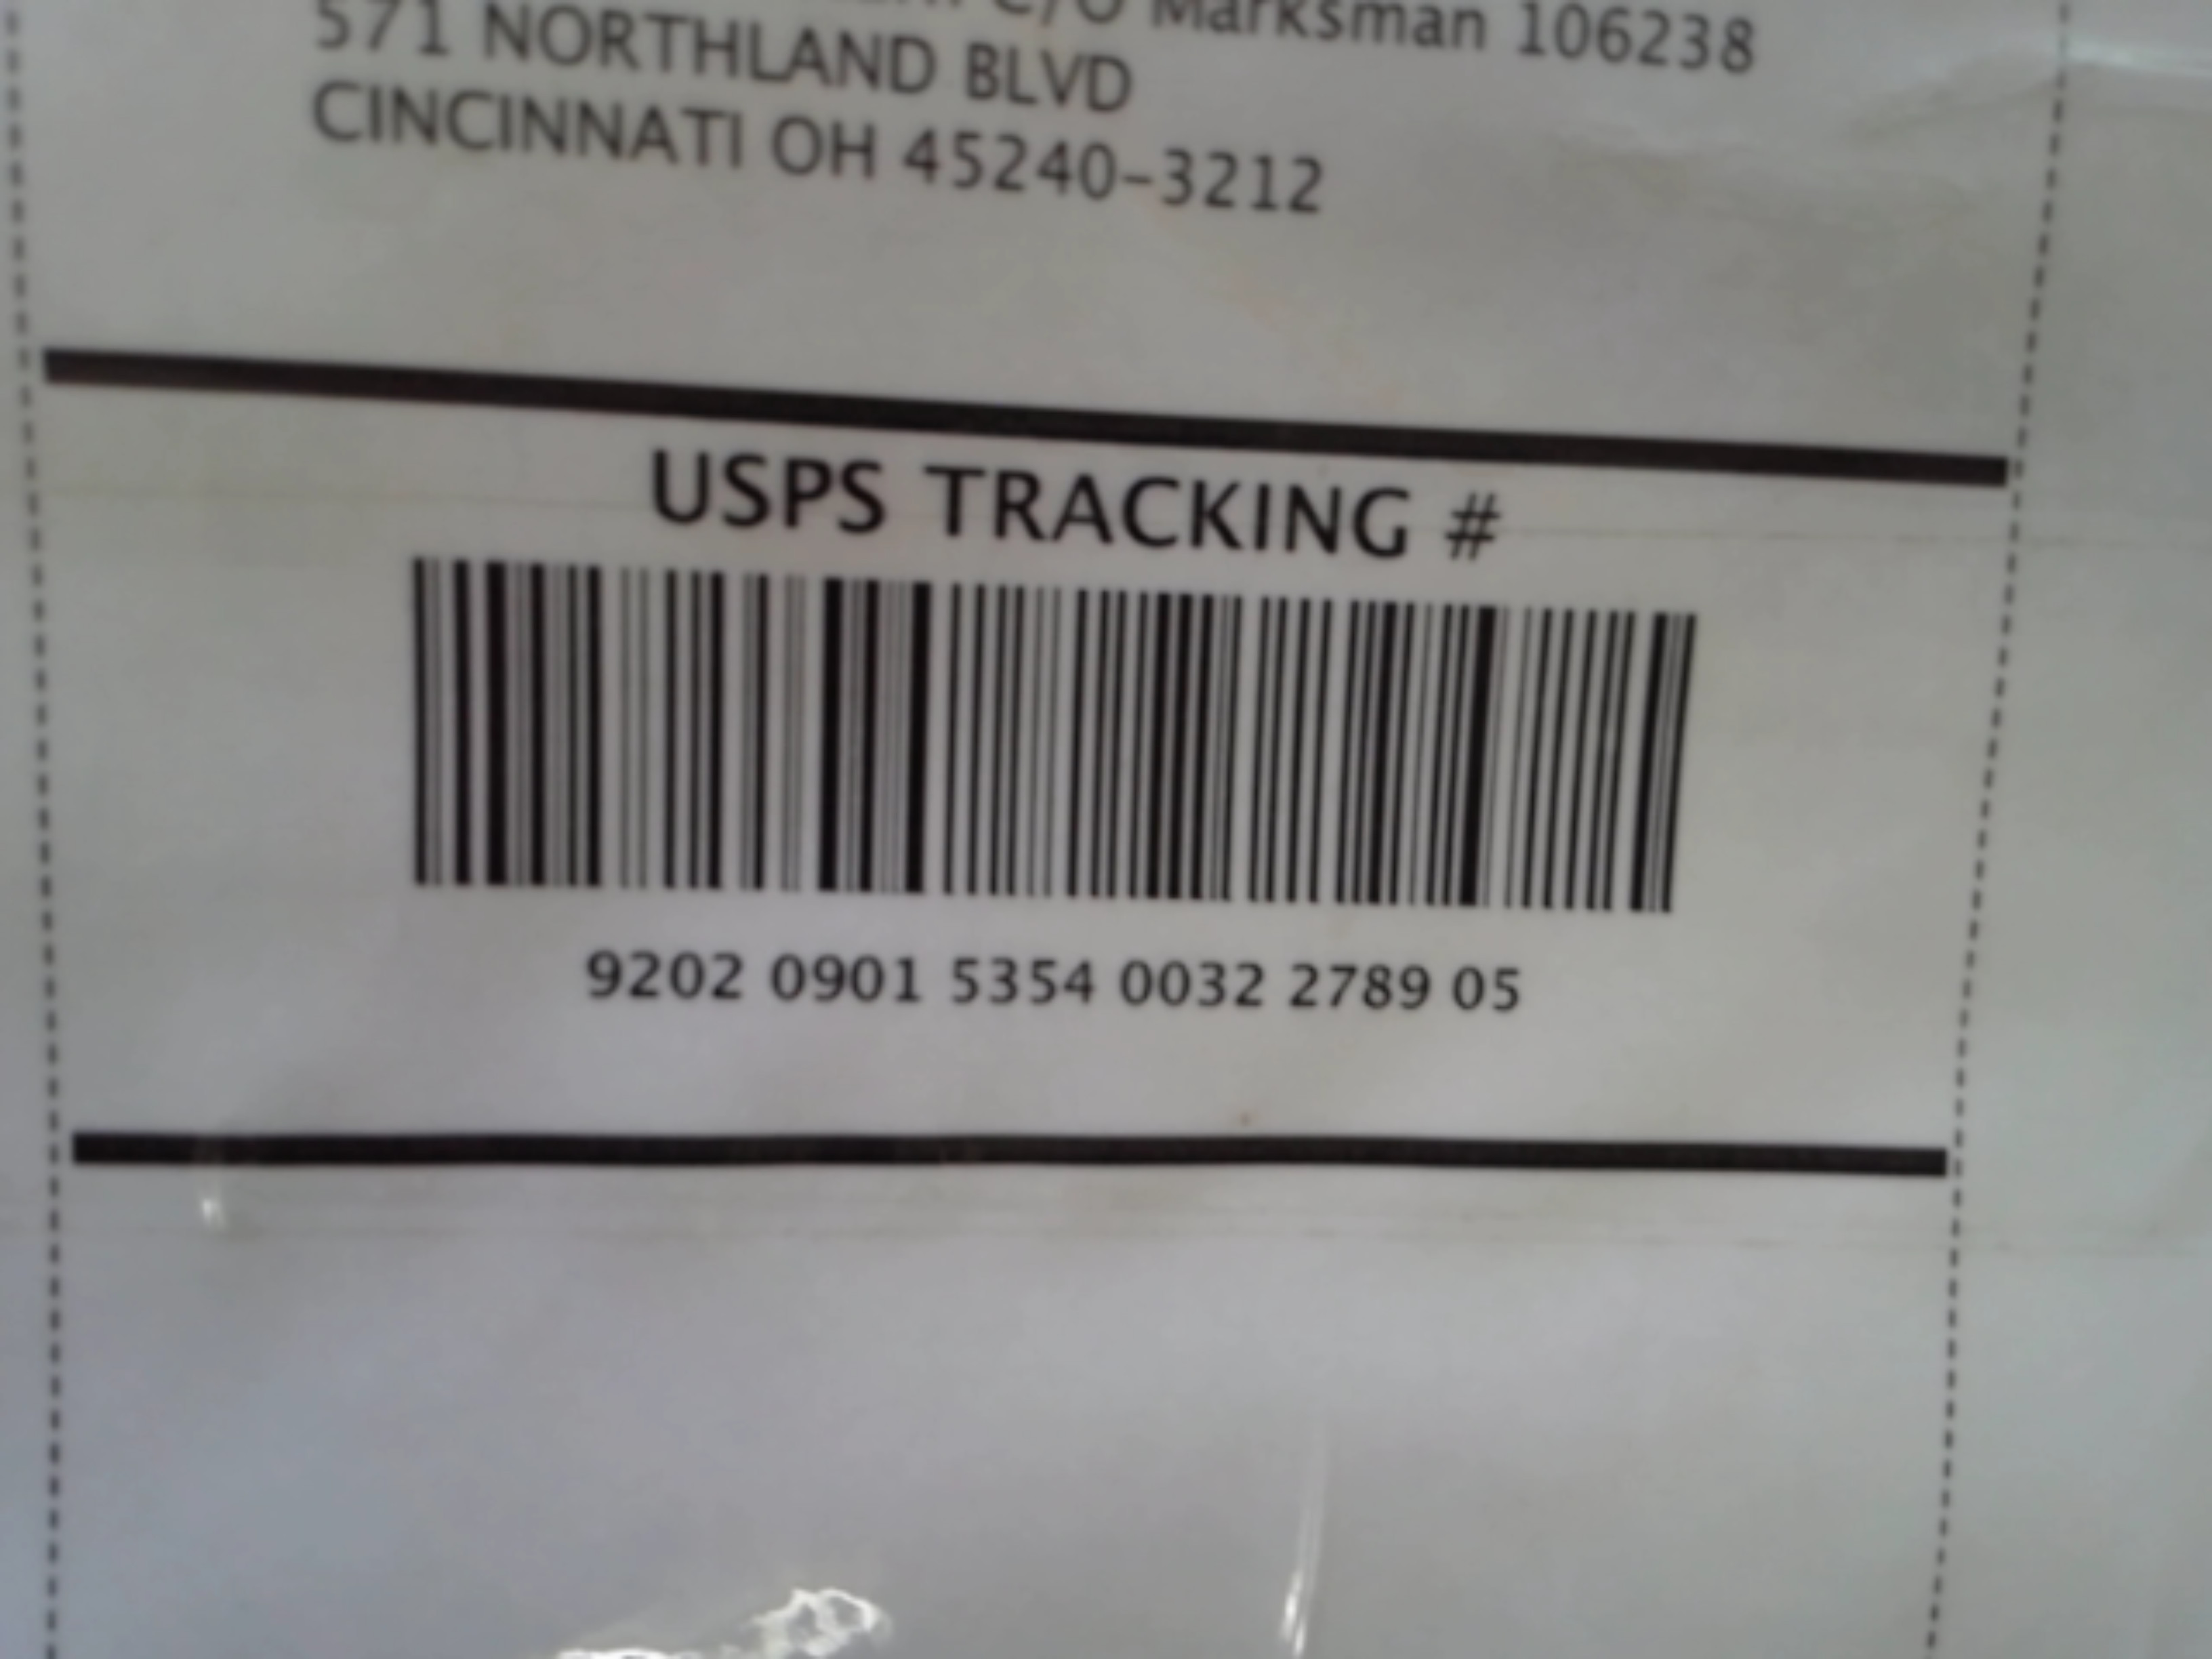 C/O Marksman 106238
571 NORTHLAND BLVD
CINCINNATI OH 45240-3212
USPS TRACKING #
9202 0901 5354 0032 2789 05